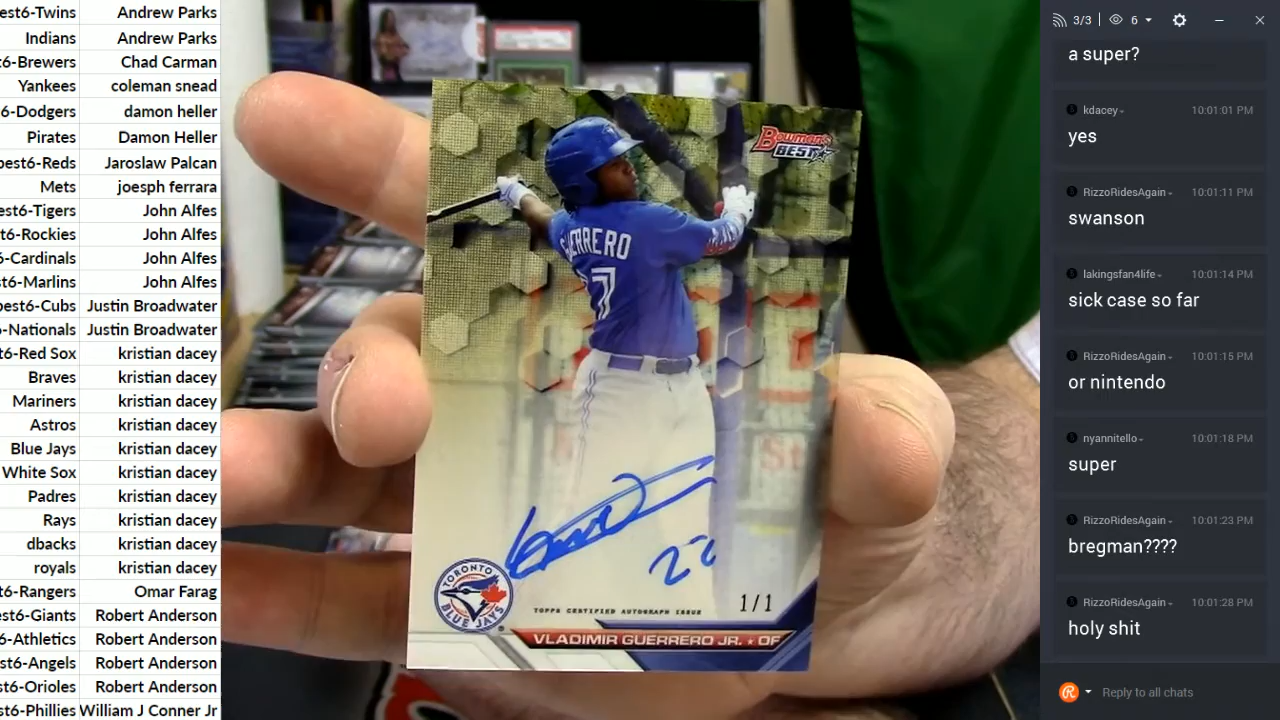 est6-Twins Andrew Parks
Indians Andrew Parks
6-Brewers Chad Carman
Yankees coleman snead
6-Dodgers damon heller
Pirates Damon Heller
best6-Reds Jaroslaw Palcan
Mets joesph ferrara
est6-Tigers John Alfes
t6-Rockies John Alfes
6-Cardinals John Alfes
t6-Marlins John Alfes
best6-Cubs Justin Broadwater
-Nationals Justin Broadwater
t6-Red Sox kristian dacey
Braves kristian dacey
Mariners kristian dacey
Astros kristian dacey
Blue Jays kristian dacey
White Sox kristian dacey
Padres kristian dacey
Rays kristian dacey
dbacks kristian dacey
royals kristian dacey
t6-Rangers Omar Farag
est6-Giants Robert Anderson
6-Athletics Robert Anderson
st6-Angels Robert Anderson
est6-Orioles Robert Anderson
st6-Phillies William J Conner Jr
BOWMAN'S
BEST
GUERRERO
TORONTO
BLUE JAYS
1/1
TOPPS CERTIFIED AUTOGRAPH ISSUE
VLADIMIR GUERRERO JR. ★ OF
3/3 6
a super?
kdacey 10:01:01 PM
yes
RizzoRidesAgain 10:01:11 PM
swanson
lakingsfan4life 10:01:14 PM
sick case so far
RizzoRidesAgain 10:01:15 PM
or nintendo
nyannitello 10:01:18 PM
super
RizzoRidesAgain 10:01:23 PM
bregman????
RizzoRidesAgain 10:01:28 PM
holy shit
Reply to all chats